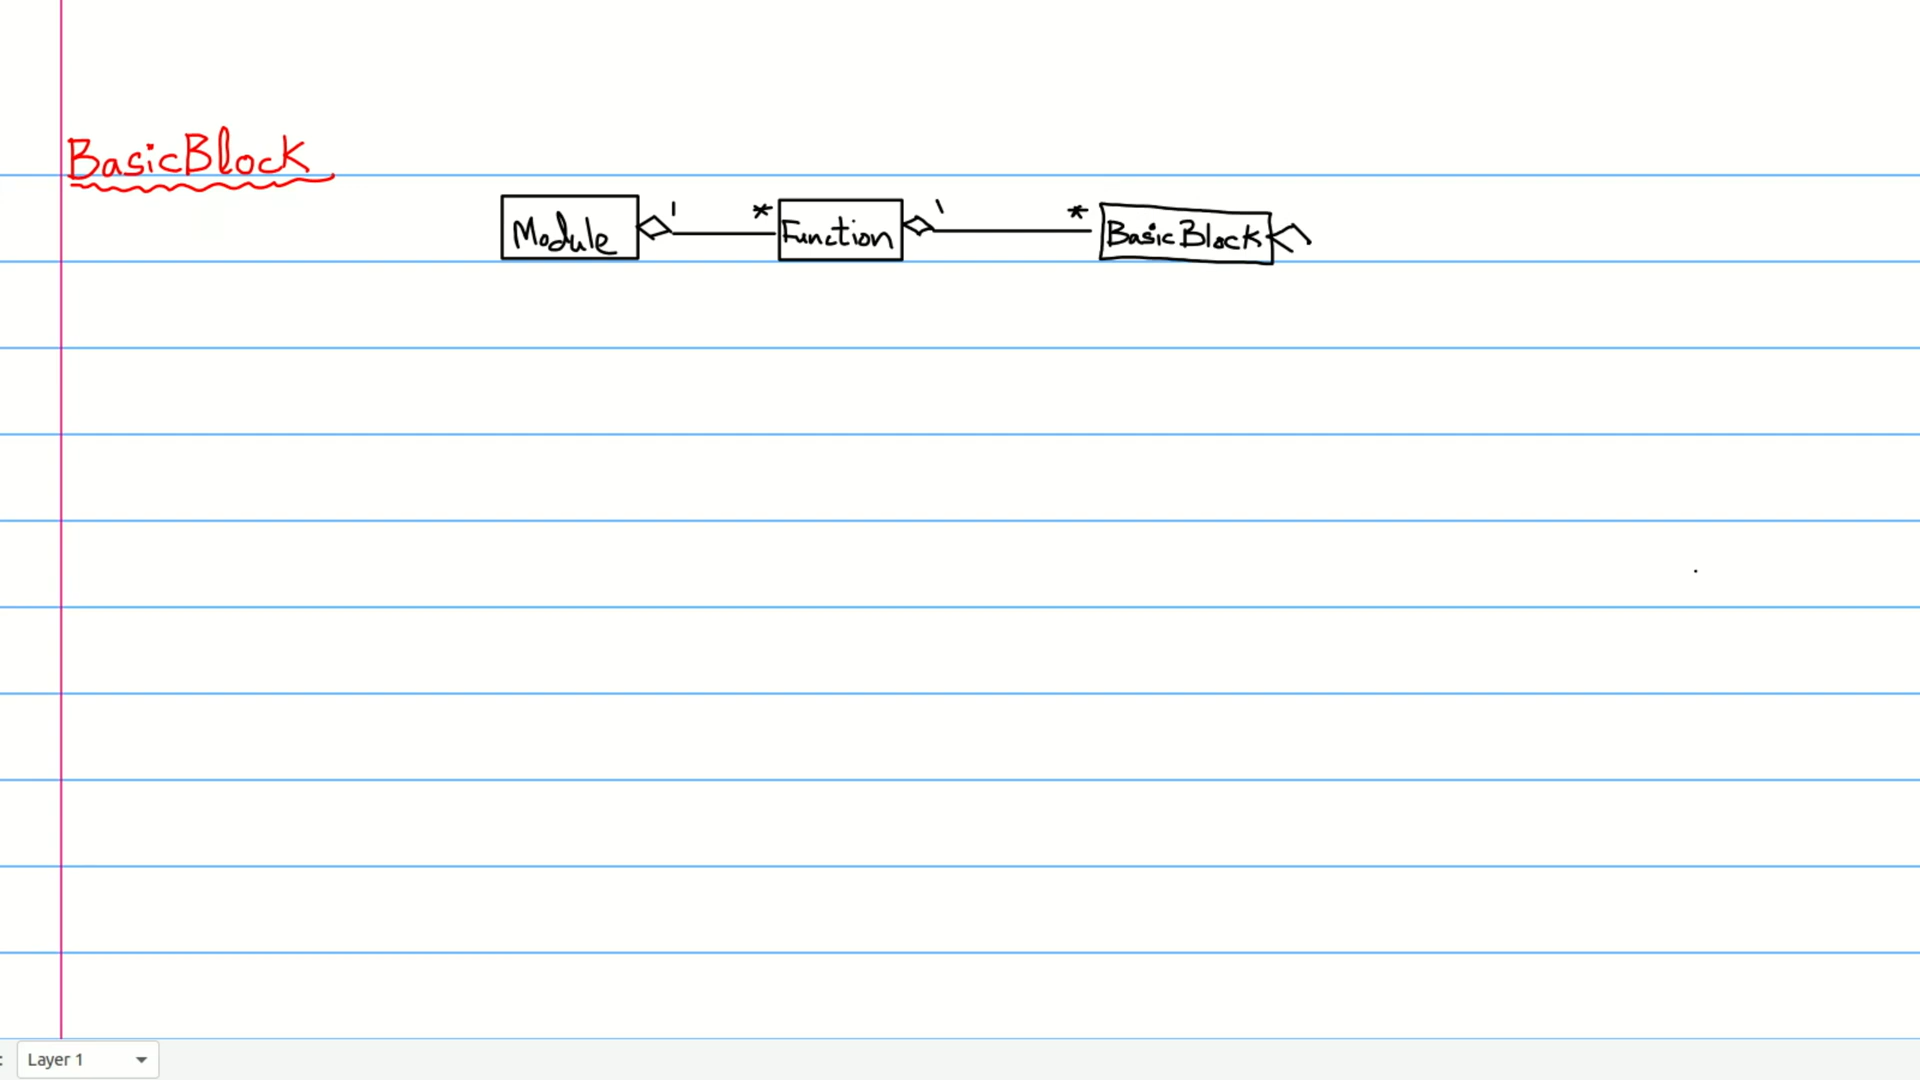 BasicBlock
Module 1 * Function 1 * BasicBlock
: Layer 1